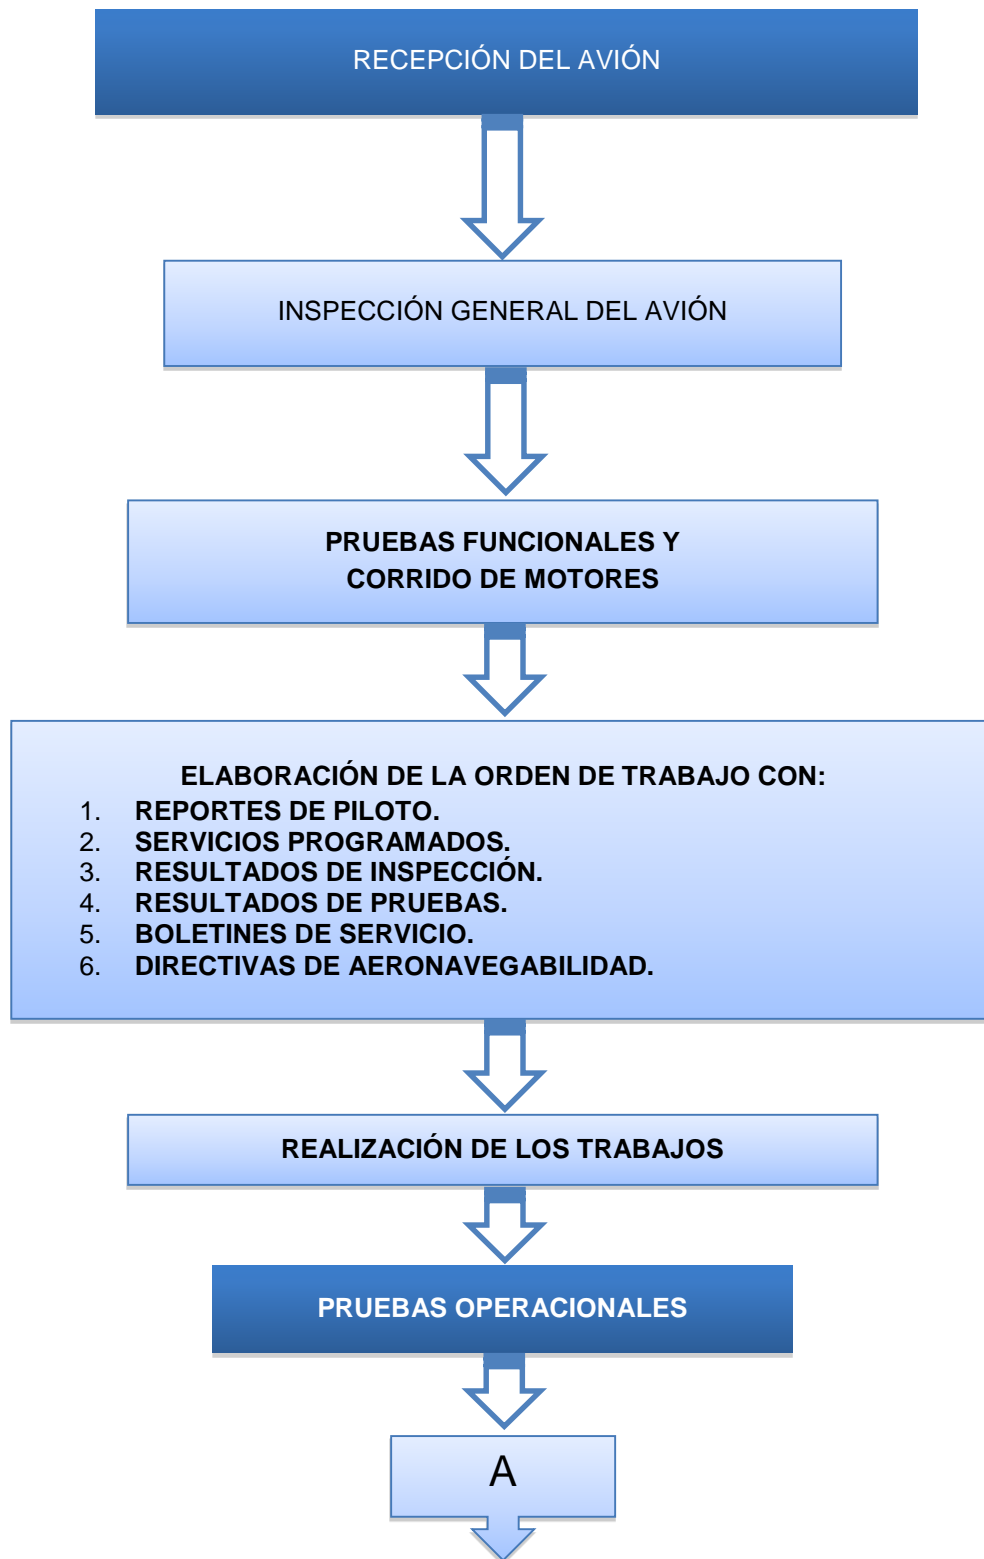 RECEPCIÓN DEL AVIÓN
INSPECCIÓN GENERAL DEL AVIÓN
PRUEBAS FUNCIONALES Y
CORRIDO DE MOTORES
ELABORACIÓN DE LA ORDEN DE TRABAJO CON:
1. REPORTES DE PILOTO.
2. SERVICIOS PROGRAMADOS.
3. RESULTADOS DE INSPECCIÓN.
4. RESULTADOS DE PRUEBAS.
5. BOLETINES DE SERVICIO.
6. DIRECTIVAS DE AERONAVEGABILIDAD.
REALIZACIÓN DE LOS TRABAJOS
PRUEBAS OPERACIONALES
A